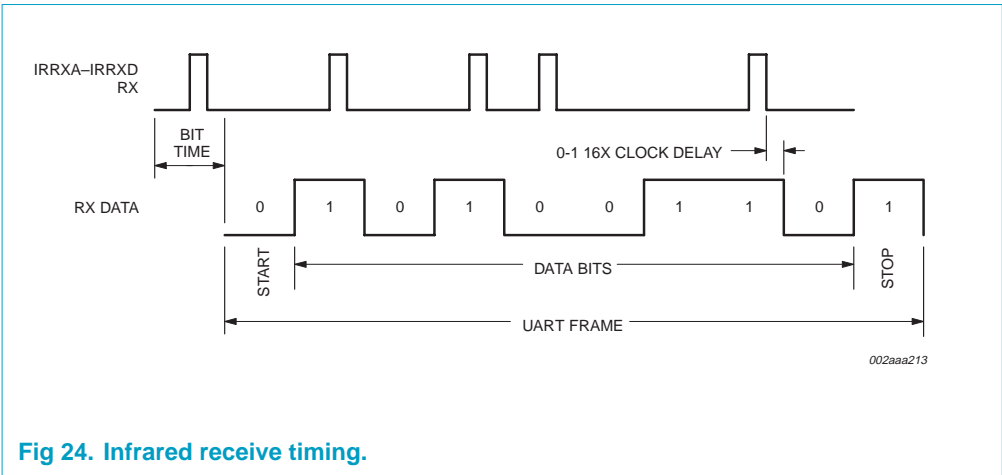 IRRXA–IRRXD
RX
BIT
TIME
0-1 16X CLOCK DELAY
RX DATA
0 1 0 1 0 0 1 1 0 1
START
DATA BITS
STOP
UART FRAME
002aaa213
Fig 24. Infrared receive timing.